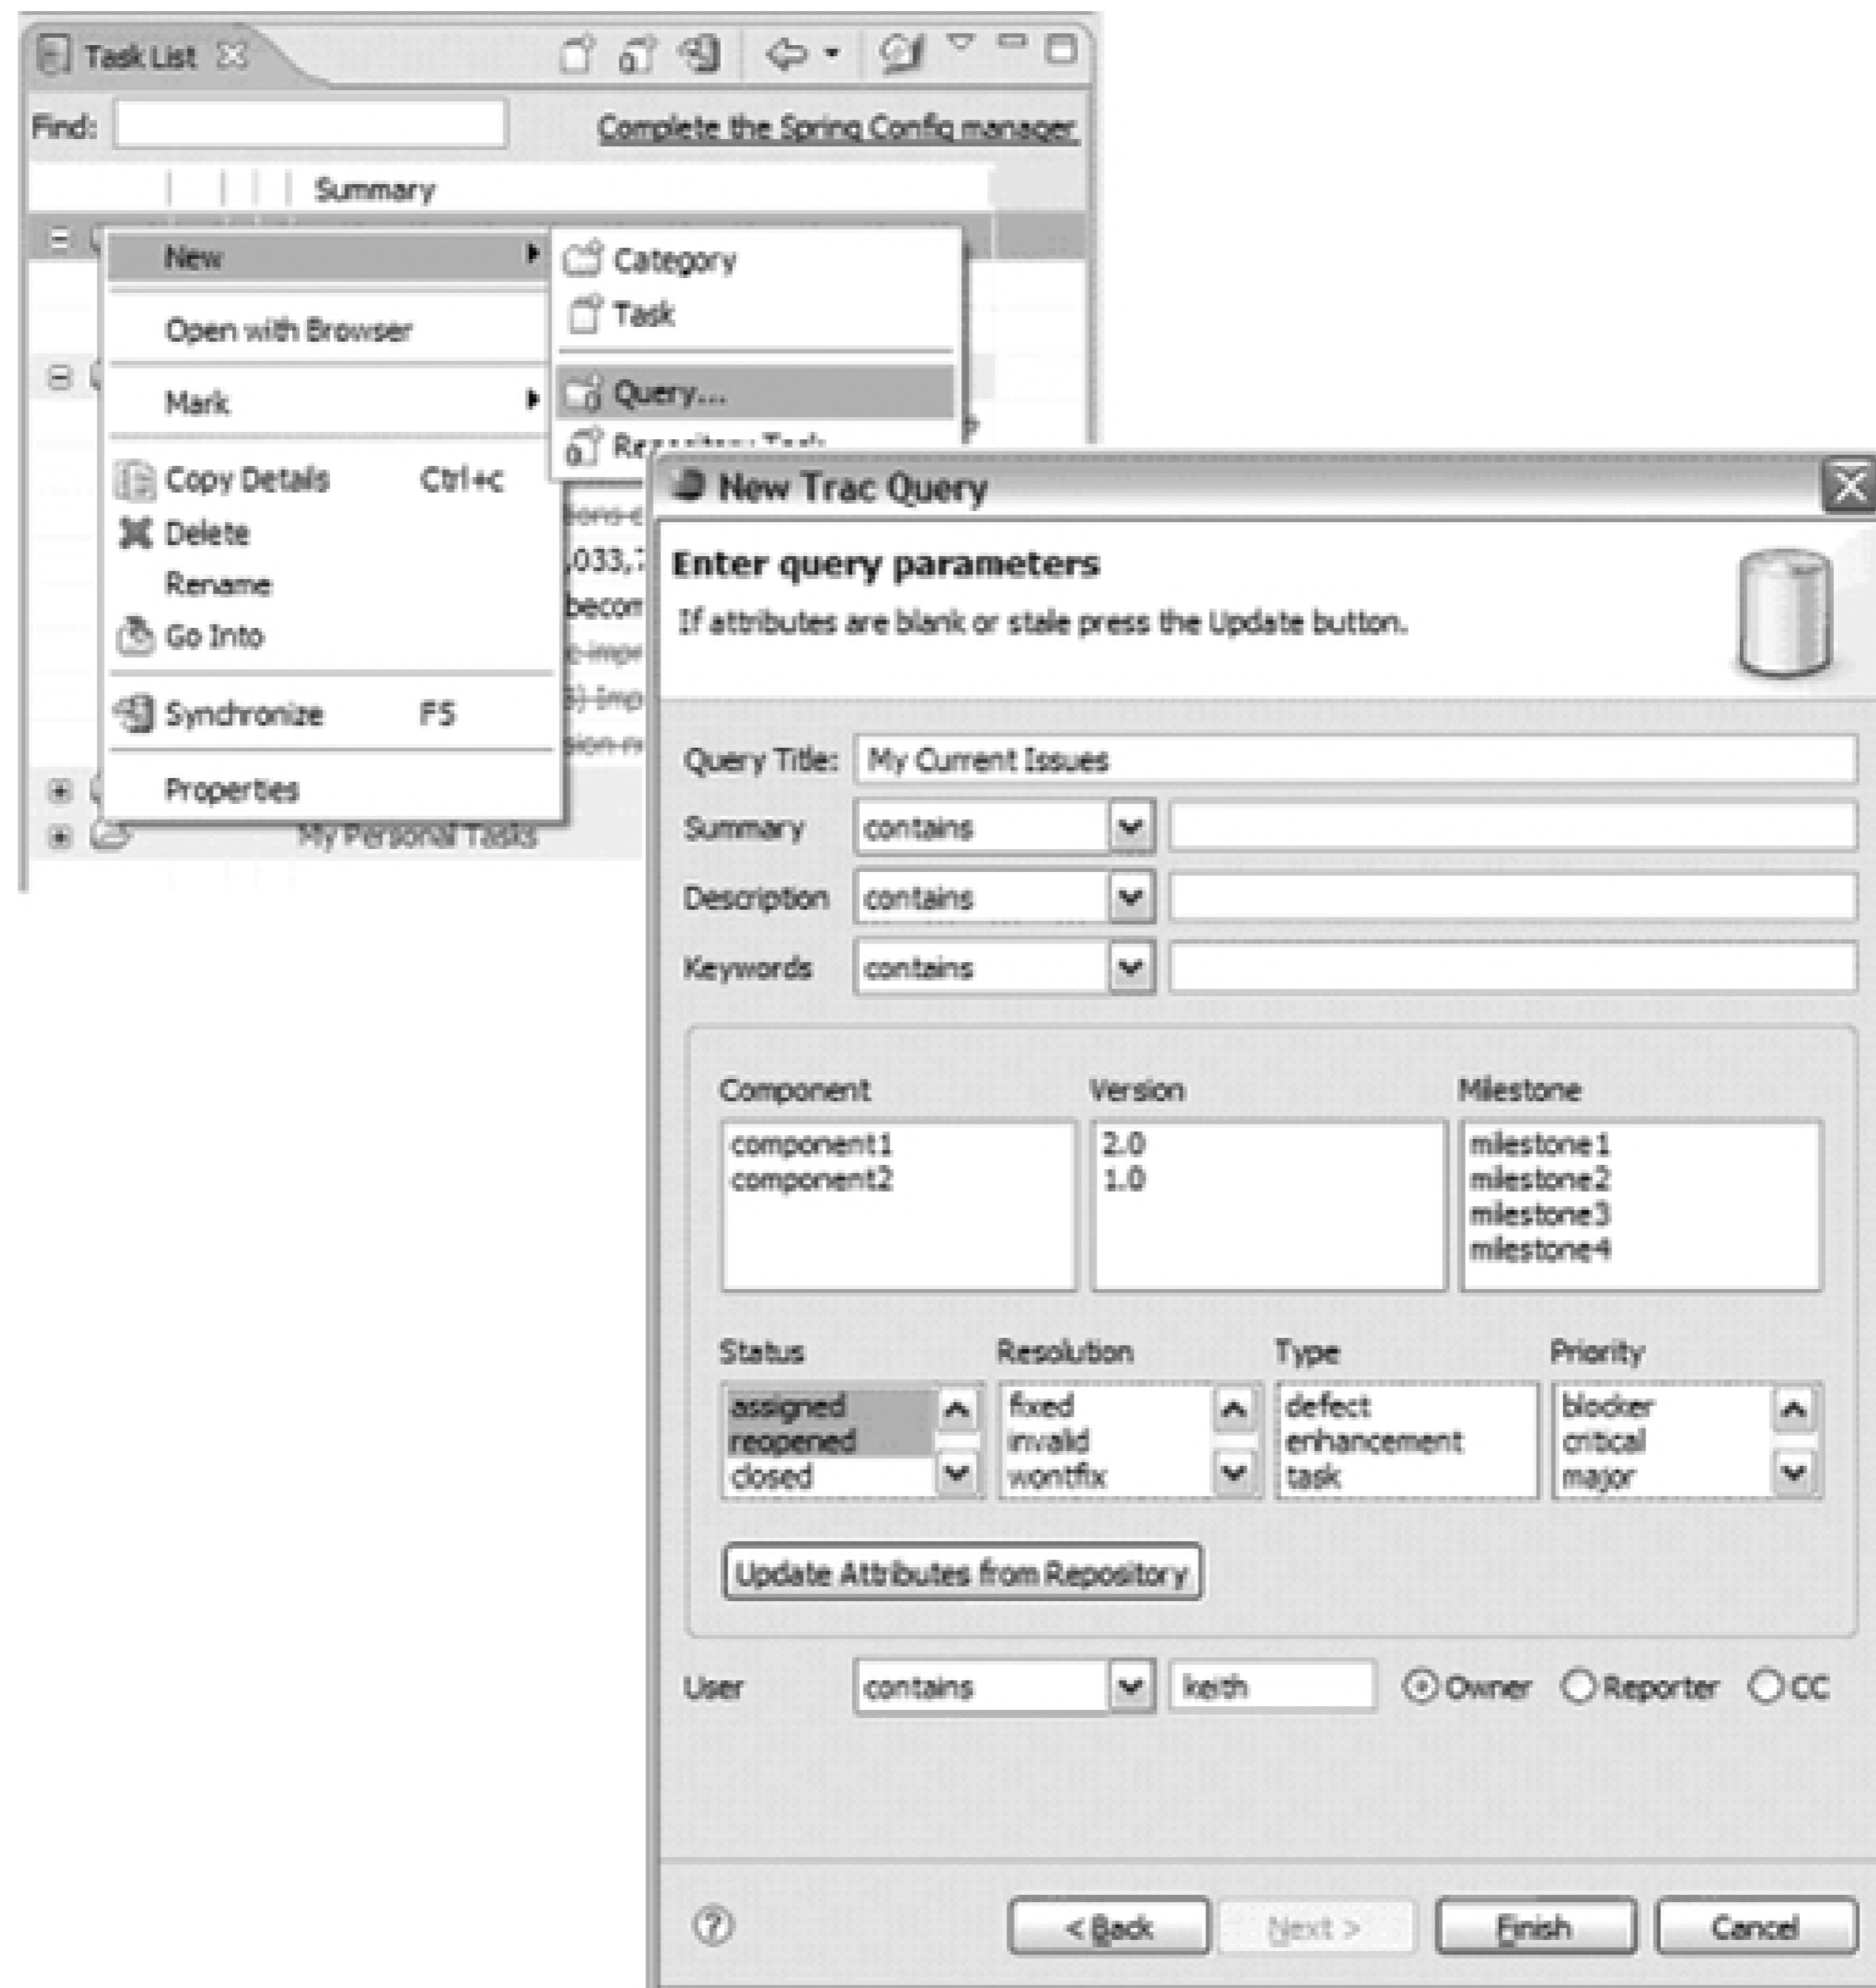 Task List
Find:
Complete the Spring Config manager
Summary
New
Open with Browser
Mark
Copy Details Ctrl+c
Delete
Rename
Go Into
Synchronize F5
Properties
My Personal Tasks
Category
Task
Query...
,033,
becom
New Trac Query
Enter query parameters
If attributes are blank or stale press the Update button.
Query Title: My Current Issues
Summary contains
Description contains
Keywords contains
Component Version Milestone
component1 2.0 milestone1
component2 1.0 milestone2
milestone3
milestone4
Status Resolution Type Priority
assigned fixed defect blocker
reopened invalid enhancement critical
closed wontfix task major
Update Attributes from Repository
User contains keith Owner Reporter CC
? < Back Next > Finish Cancel